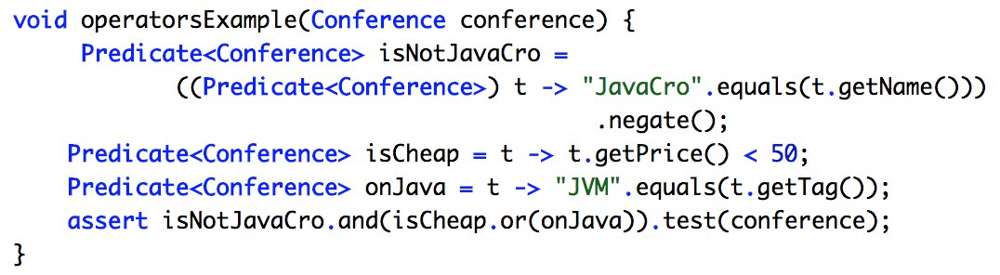 void operatorsExample(Conference conference) {
Predicate<Conference> isNotJavaCro =
((Predicate<Conference>) t -> "JavaCro".equals(t.getName()))
.negate();
Predicate<Conference> isCheap = t -> t.getPrice() < 50;
Predicate<Conference> onJava = t -> "JVM".equals(t.getTag());
assert isNotJavaCro.and(isCheap.or(onJava)).test(conference);
}